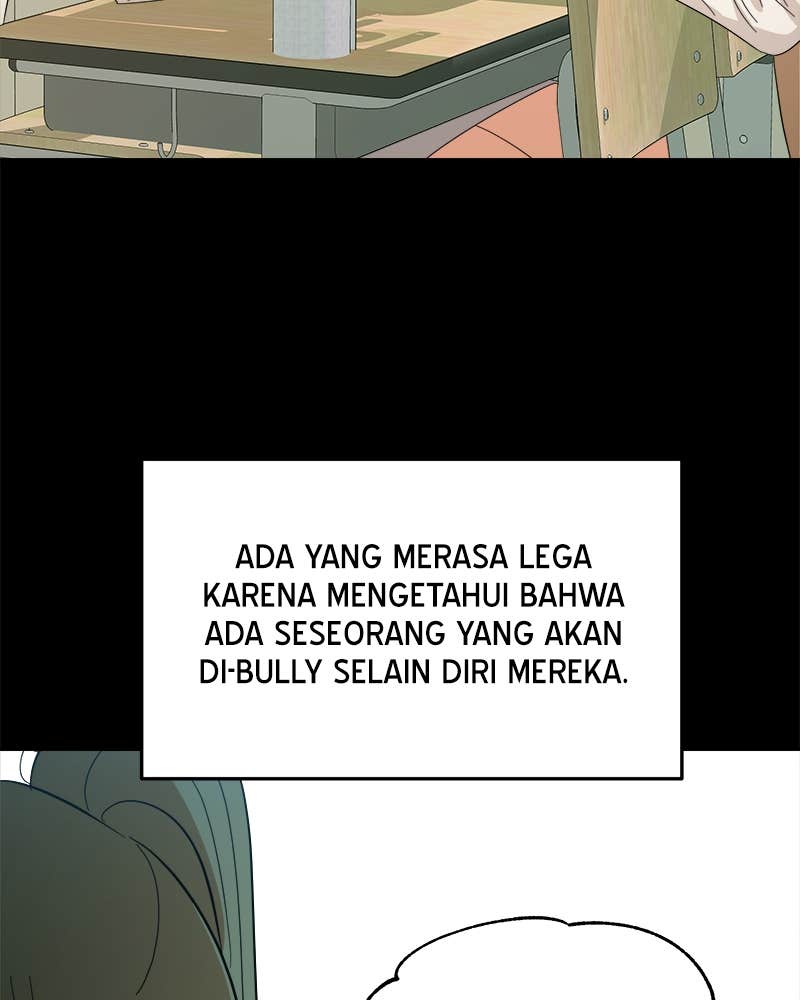 ADA YANG MERASA LEGA
KARENA MENGETAHUI BAHWA
ADA SESEORANG YANG AKAN
DI-BULLY SELAIN DIRI MEREKA.